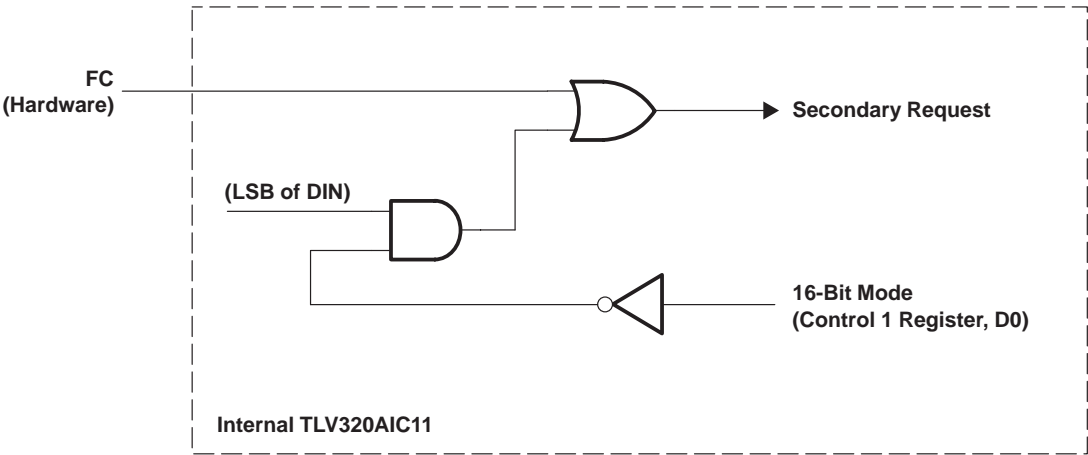 FC
(Hardware)
Secondary Request
(LSB of DIN)
16-Bit Mode
(Control 1 Register, D0)
Internal TLV320AIC11